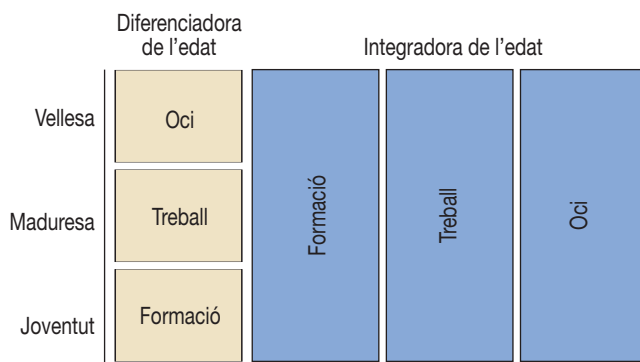 Diferenciadora
de l’edat
Integradora de l’edat
Vellesa
Oci
Maduresa
Treball
Joventut
Formació
Formació
Treball
Oci